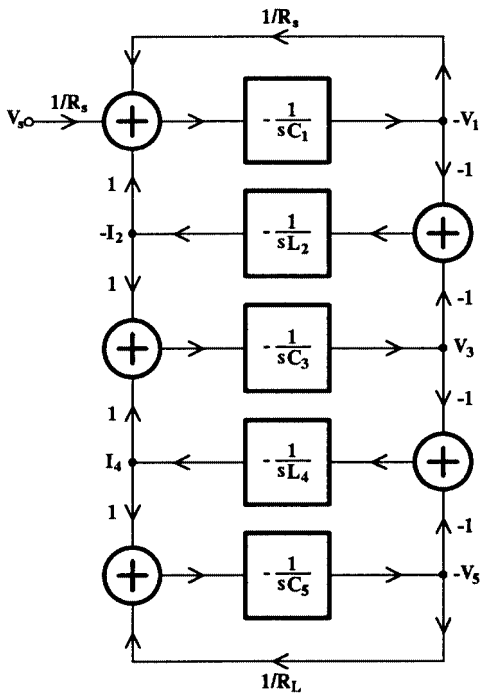 1/Rs
1/Rs
Vs
+
- 1/sC1
-V1
1
-1
-I2
- 1/sL2
+
1
-1
+
- 1/sC3
V3
1
-1
I4
- 1/sL4
+
1
-1
+
- 1/sC5
-V5
1/RL